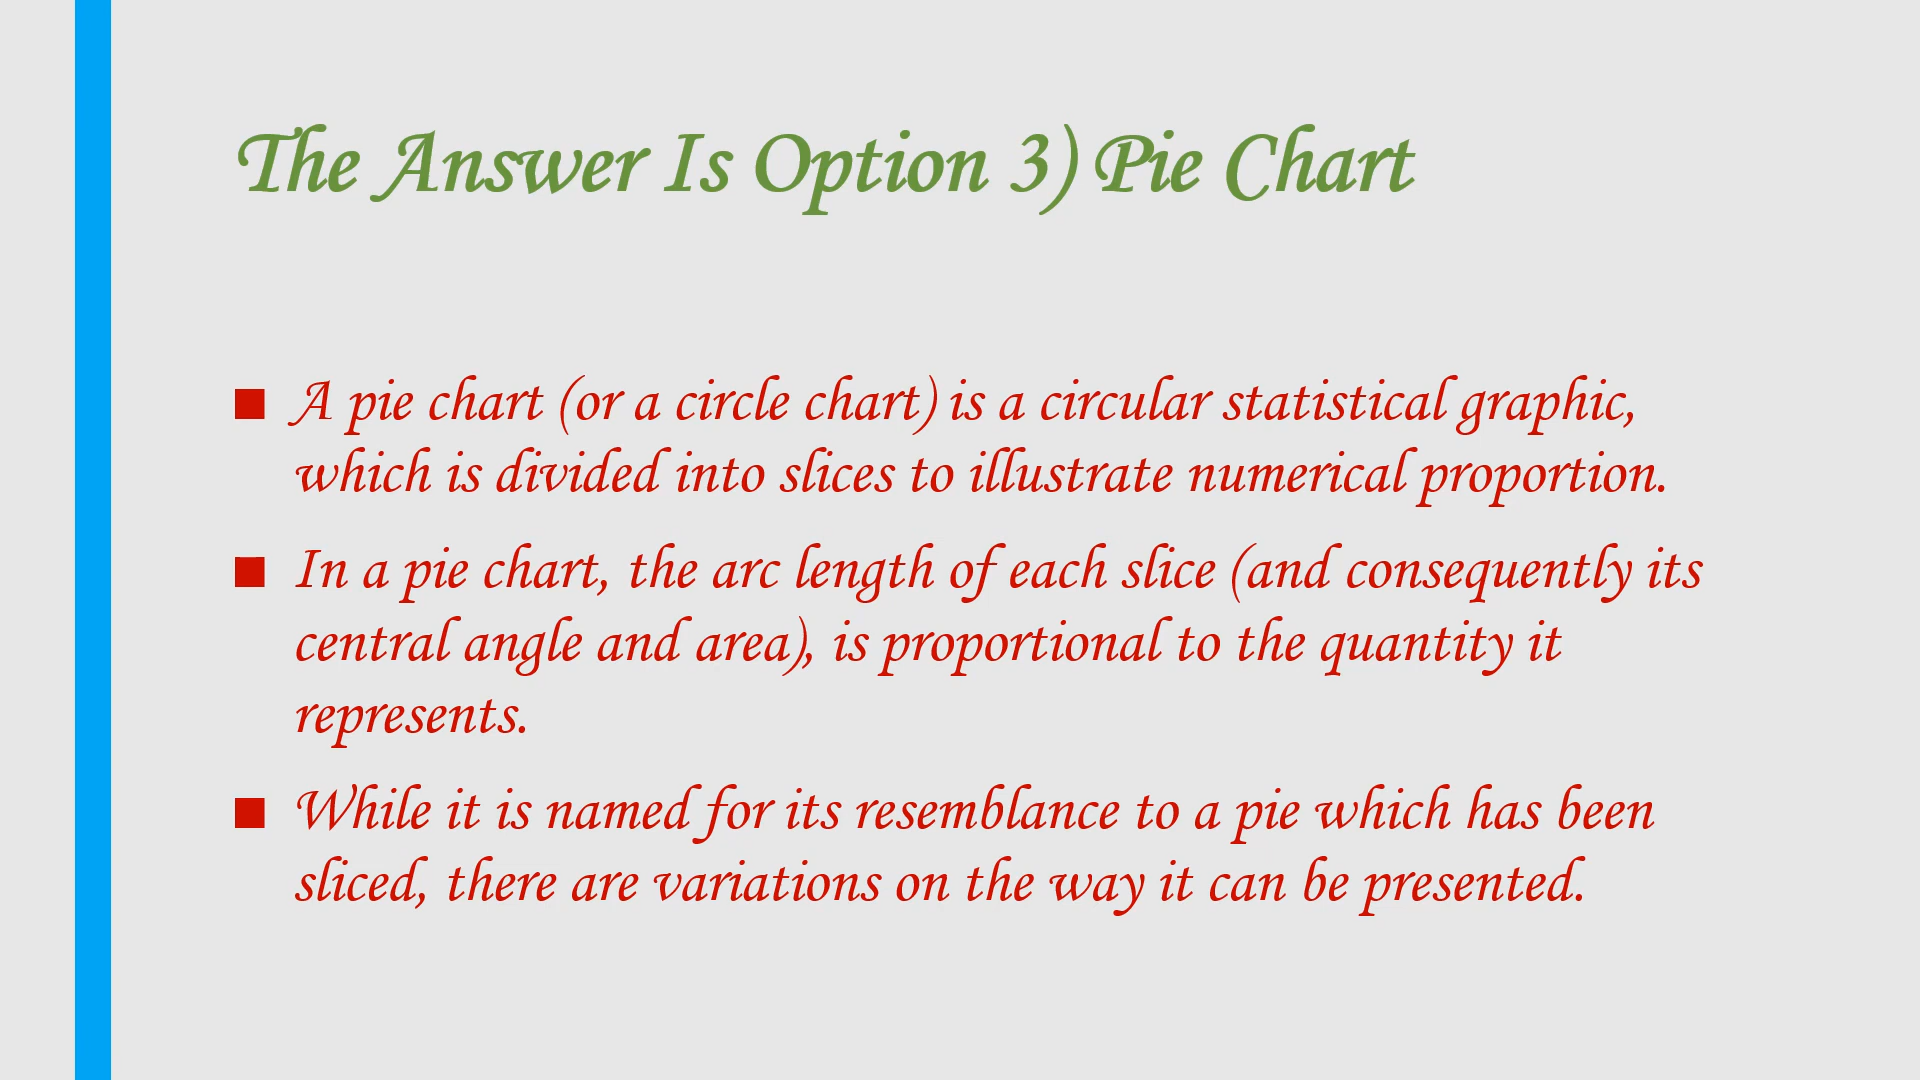 The Answer Is Option 3) Pie Chart
■ A pie chart (or a circle chart) is a circular statistical graphic,
which is divided into slices to illustrate numerical proportion.
■ In a pie chart, the arc length of each slice (and consequently its
central angle and area), is proportional to the quantity it
represents.
■ While it is named for its resemblance to a pie which has been
sliced, there are variations on the way it can be presented.